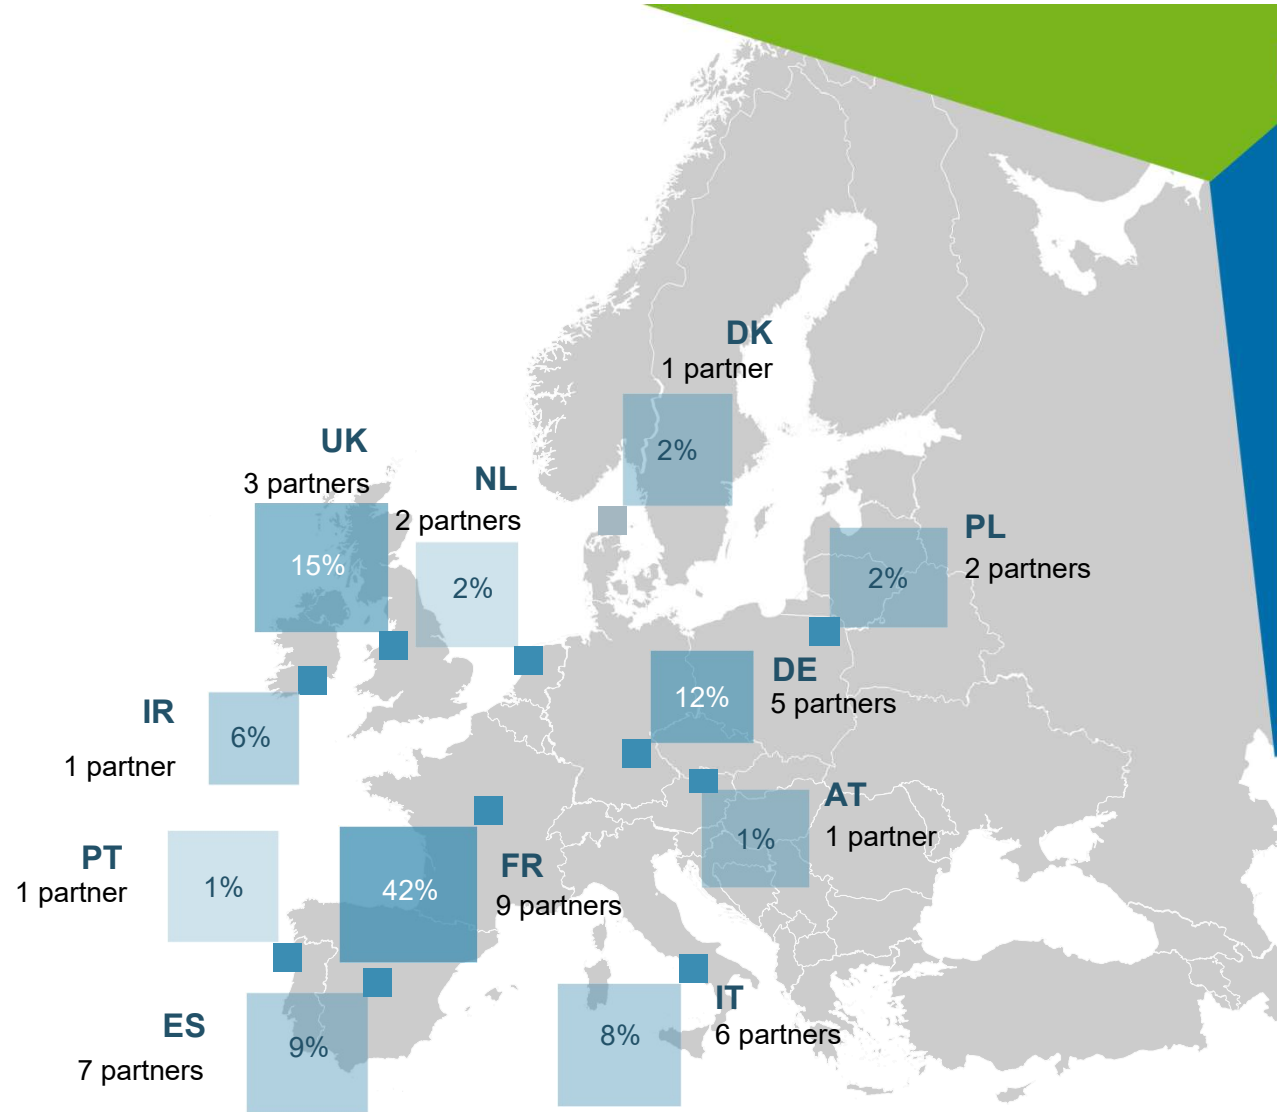 DK
1 partner
2%
UK
3 partners
15%
NL
2 partners
2%
PL
2 partners
2%
DE
5 partners
12%
IR
1 partner
6%
AT
1 partner
1%
PT
1 partner
1%
FR
9 partners
42%
ES
7 partners
9%
IT
6 partners
8%